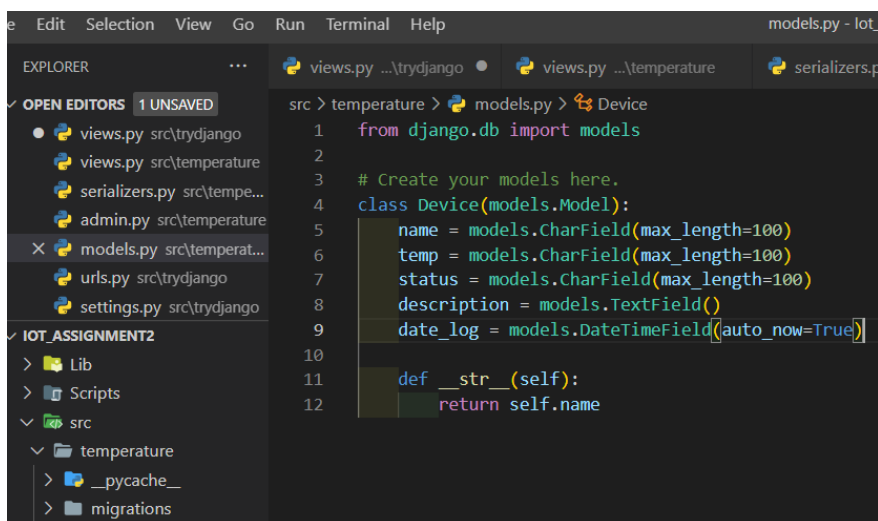 e Edit Selection View Go Run Terminal Help models.py - Iot_
EXPLORER ...
views.py ...\trydjango views.py ...\temperature serializers.p
OPEN EDITORS 1 UNSAVED
views.py src\trydjango
views.py src\temperature
serializers.py src\tempe...
admin.py src\temperature
models.py src\temperat...
urls.py src\trydjango
settings.py src\trydjango
IOT_ASSIGNMENT2
Lib
Scripts
src
temperature
__pycache__
migrations
src > temperature > models.py > Device
1 from django.db import models
2
3 # Create your models here.
4 class Device(models.Model):
5 name = models.CharField(max_length=100)
6 temp = models.CharField(max_length=100)
7 status = models.CharField(max_length=100)
8 description = models.TextField()
9 date_log = models.DateTimeField(auto_now=True)
10
11 def __str__(self):
12 return self.name